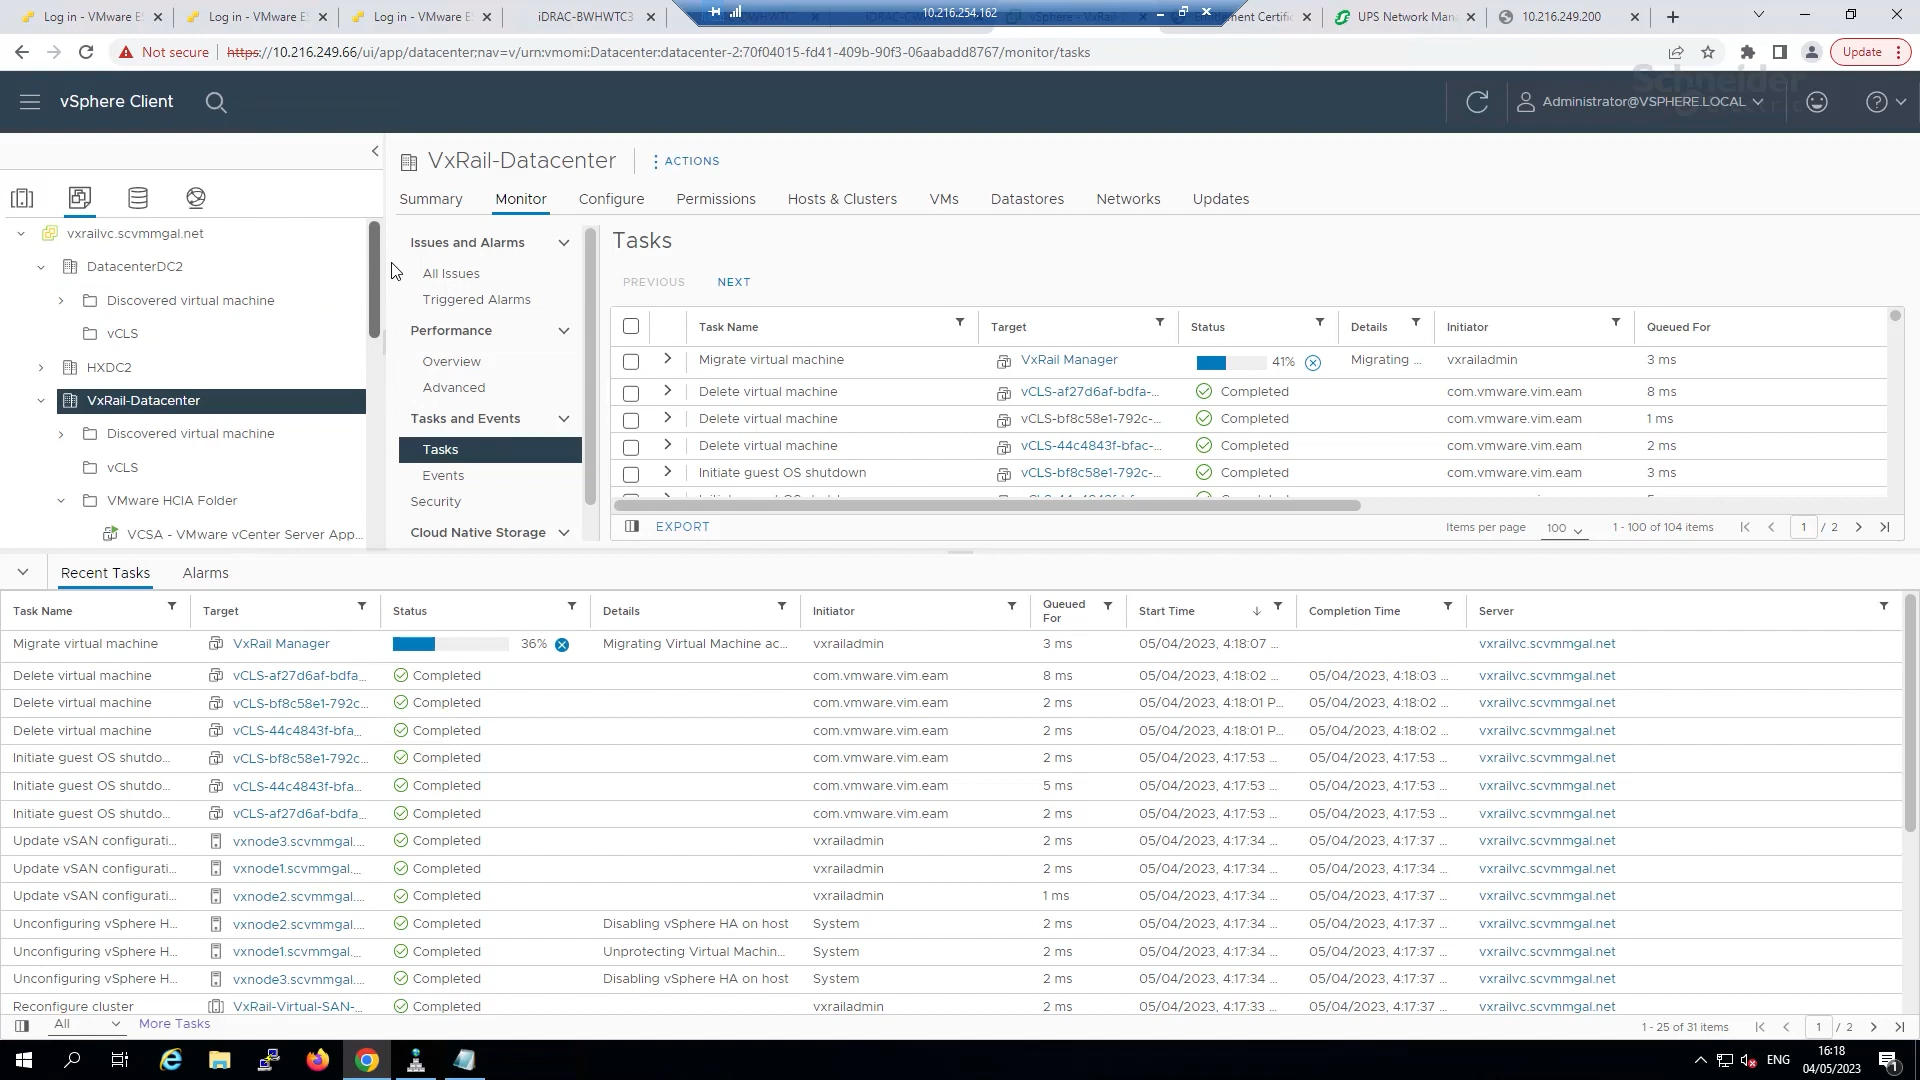 Log in - VMware ES
Log in - VMware ES
Log in - VMware ES
iDRAC-BWHWTC3
10.216.254.162
Entitlement Certific
UPS Network Man
10.216.249.200
Not secure
https://10.216.249.66/ui/app/datacenter;nav=v/urn:vmomi:Datacenter:datacenter-2:70f04015-fd41-409b-90f3-06aabadd8767/monitor/tasks
Update
vSphere Client
Administrator@VSPHERE.LOCAL
Schneider
VxRail-Datacenter
ACTIONS
Summary Monitor Configure Permissions Hosts & Clusters VMs Datastores Networks Updates
vxrailvc.scvmmgal.net
DatacenterDC2
Discovered virtual machine
vCLS
HXDC2
VxRail-Datacenter
Discovered virtual machine
vCLS
VMware HCIA Folder
VCSA - VMware vCenter Server App...
Issues and Alarms
All Issues
Triggered Alarms
Performance
Overview
Advanced
Tasks and Events
Tasks
Events
Security
Cloud Native Storage
Tasks
PREVIOUS NEXT
Task Name Target Status Details Initiator Queued For
Migrate virtual machine VxRail Manager 41% Migrating ... vxrailadmin 3 ms
Delete virtual machine vCLS-af27d6af-bdfa-... Completed com.vmware.vim.eam 8 ms
Delete virtual machine vCLS-bf8c58e1-792c-... Completed com.vmware.vim.eam 1 ms
Delete virtual machine vCLS-44c4843f-bfac-... Completed com.vmware.vim.eam 2 ms
Initiate guest OS shutdown vCLS-bf8c58e1-792c-... Completed com.vmware.vim.eam 3 ms
EXPORT
Items per page 100 1 - 100 of 104 items 1 / 2
Recent Tasks Alarms
Task Name Target Status Details Initiator Queued For Start Time Completion Time Server
Migrate virtual machine VxRail Manager 36% Migrating Virtual Machine ac... vxrailadmin 3 ms 05/04/2023, 4:18:07 ... vxrailvc.scvmmgal.net
Delete virtual machine vCLS-af27d6af-bdfa... Completed com.vmware.vim.eam 8 ms 05/04/2023, 4:18:02 ... 05/04/2023, 4:18:03 ... vxrailvc.scvmmgal.net
Delete virtual machine vCLS-bf8c58e1-792c... Completed com.vmware.vim.eam 2 ms 05/04/2023, 4:18:01 P... 05/04/2023, 4:18:02 ... vxrailvc.scvmmgal.net
Delete virtual machine vCLS-44c4843f-bfa... Completed com.vmware.vim.eam 2 ms 05/04/2023, 4:18:01 P... 05/04/2023, 4:18:02 ... vxrailvc.scvmmgal.net
Initiate guest OS shutdo... vCLS-bf8c58e1-792c... Completed com.vmware.vim.eam 2 ms 05/04/2023, 4:17:53 ... 05/04/2023, 4:17:53 ... vxrailvc.scvmmgal.net
Initiate guest OS shutdo... vCLS-44c4843f-bfa... Completed com.vmware.vim.eam 5 ms 05/04/2023, 4:17:53 ... 05/04/2023, 4:17:53 ... vxrailvc.scvmmgal.net
Initiate guest OS shutdo... vCLS-af27d6af-bdfa... Completed com.vmware.vim.eam 2 ms 05/04/2023, 4:17:53 ... 05/04/2023, 4:17:53 ... vxrailvc.scvmmgal.net
Update vSAN configurati... vxnode3.scvmmgal.... Completed vxrailadmin 2 ms 05/04/2023, 4:17:34 ... 05/04/2023, 4:17:37 ... vxrailvc.scvmmgal.net
Update vSAN configurati... vxnode1.scvmmgal.... Completed vxrailadmin 2 ms 05/04/2023, 4:17:34 ... 05/04/2023, 4:17:34 ... vxrailvc.scvmmgal.net
Update vSAN configurati... vxnode2.scvmmgal.... Completed vxrailadmin 1 ms 05/04/2023, 4:17:34 ... 05/04/2023, 4:17:37 ... vxrailvc.scvmmgal.net
Unconfiguring vSphere H... vxnode2.scvmmgal.... Completed Disabling vSphere HA on host System 2 ms 05/04/2023, 4:17:34 ... 05/04/2023, 4:17:37 ... vxrailvc.scvmmgal.net
Unconfiguring vSphere H... vxnode1.scvmmgal.... Completed Unprotecting Virtual Machin... System 2 ms 05/04/2023, 4:17:34 ... 05/04/2023, 4:17:37 ... vxrailvc.scvmmgal.net
Unconfiguring vSphere H... vxnode3.scvmmgal.... Completed Disabling vSphere HA on host System 2 ms 05/04/2023, 4:17:34 ... 05/04/2023, 4:17:37 ... vxrailvc.scvmmgal.net
Reconfigure cluster VxRail-Virtual-SAN-... Completed vxrailadmin 2 ms 05/04/2023, 4:17:33 ... 05/04/2023, 4:17:37 ... vxrailvc.scvmmgal.net
All More Tasks 1 - 25 of 31 items 1 / 2
ENG
16:18
04/05/2023
1